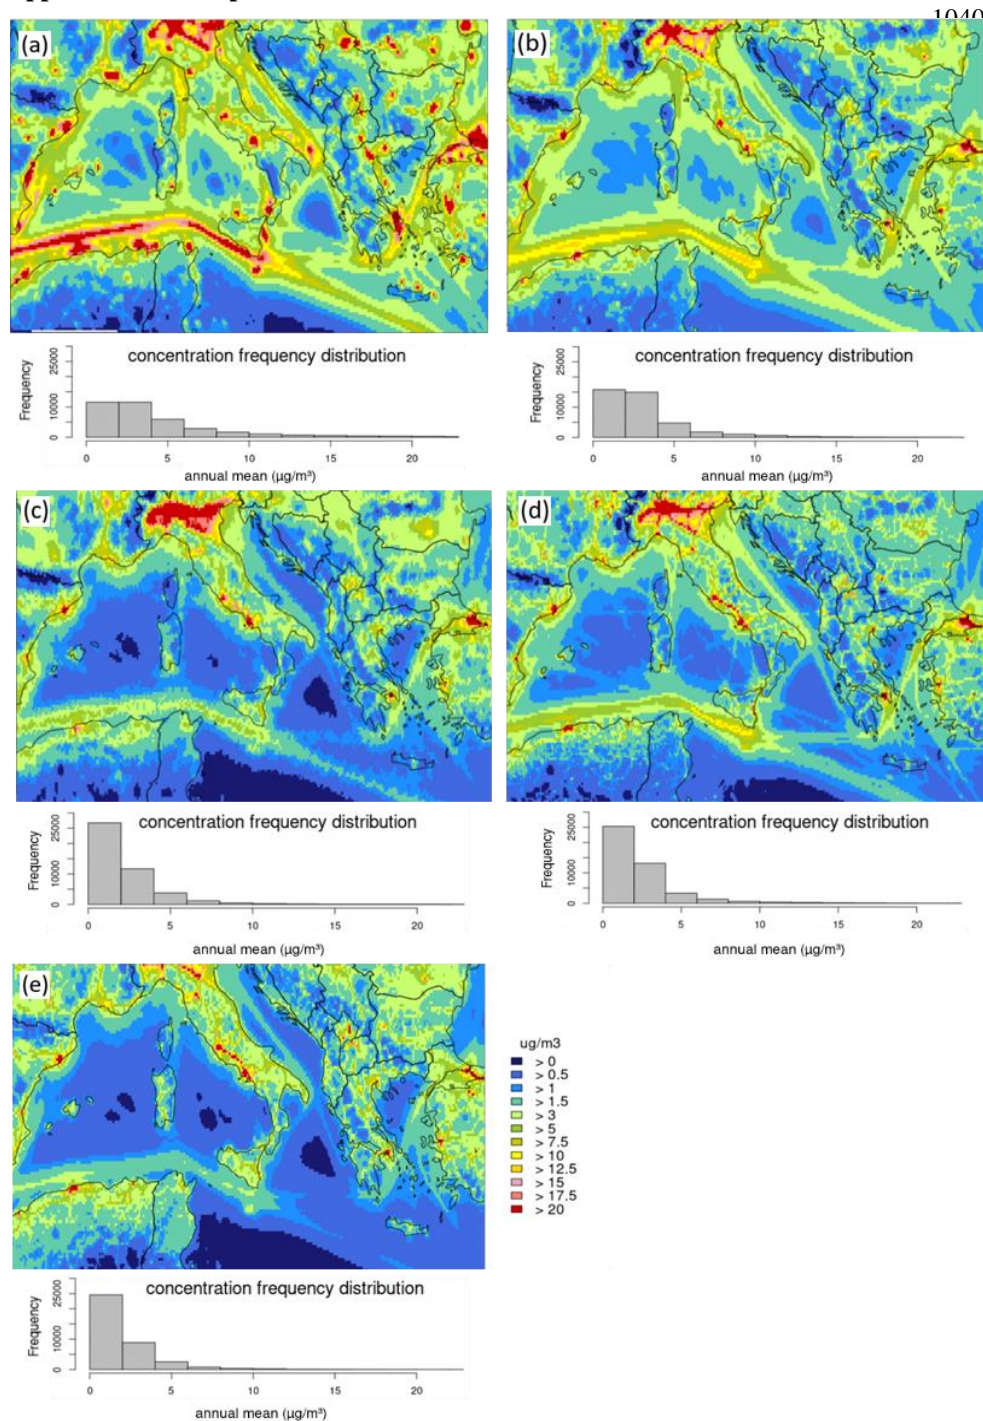 1040
(a)
(b)
concentration frequency distribution
Frequency
0 10000 25000
0 5 10 15 20
annual mean (µg/m³)
concentration frequency distribution
Frequency
0 10000 25000
0 5 10 15 20
annual mean (µg/m³)
(c)
(d)
concentration frequency distribution
Frequency
0 10000 25000
0 5 10 15 20
annual mean (µg/m³)
concentration frequency distribution
Frequency
0 10000 25000
0 5 10 15 20
annual mean (µg/m³)
(e)
ug/m3
> 0
> 0.5
> 1
> 1.5
> 3
> 5
> 7.5
> 10
> 12.5
> 15
> 17.5
> 20
concentration frequency distribution
Frequency
0 10000 25000
0 5 10 15 20
annual mean (µg/m³)